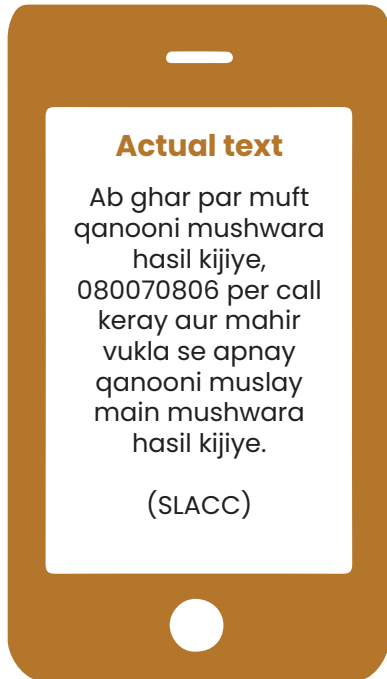 Actual text
Ab ghar par muft
qanooni mushwara
hasil kijiye,
080070806 per call
keray aur mahir
vukla se apnay
qanooni muslay
main mushwara
hasil kijiye.
(SLACC)